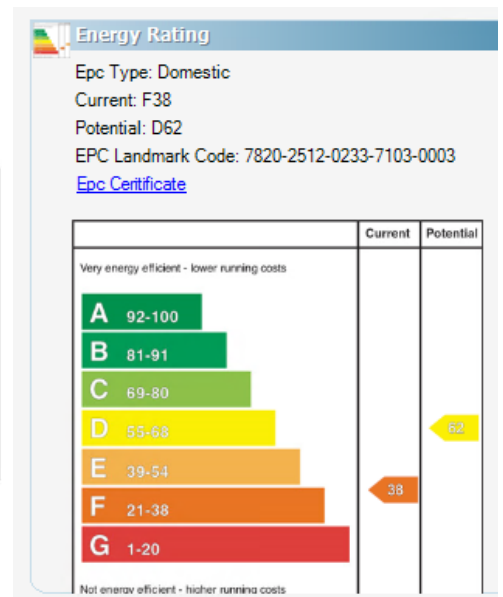 Energy Rating
Epc Type: Domestic
Current: F38
Potential: D62
EPC Landmark Code: 7820-2512-0233-7103-0003
Epc Ceritificate
Current Potential
Very energy efficient - lower running costs
A 92-100
B 81-91
C 69-80
D 55-68
62
E 39-54
38
F 21-38
G 1-20
Not energy efficient - higher running costs